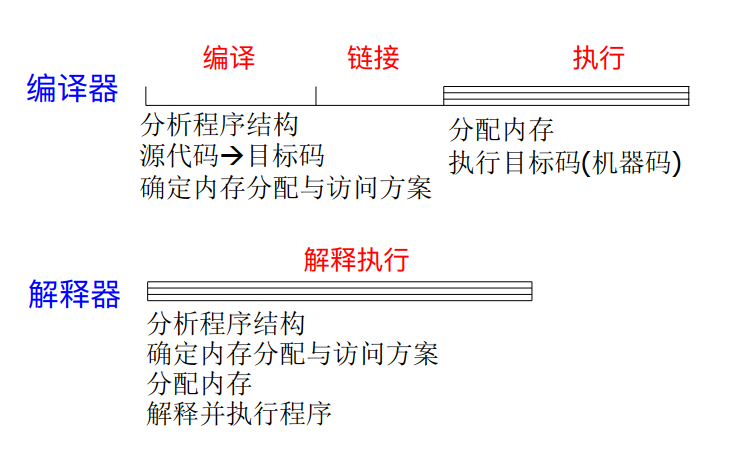 编译 链接 执行
编译器
分析程序结构
源代码→目标码
确定内存分配与访问方案
分配内存
执行目标码(机器码)
解释执行
解释器
分析程序结构
确定内存分配与访问方案
分配内存
解释并执行程序